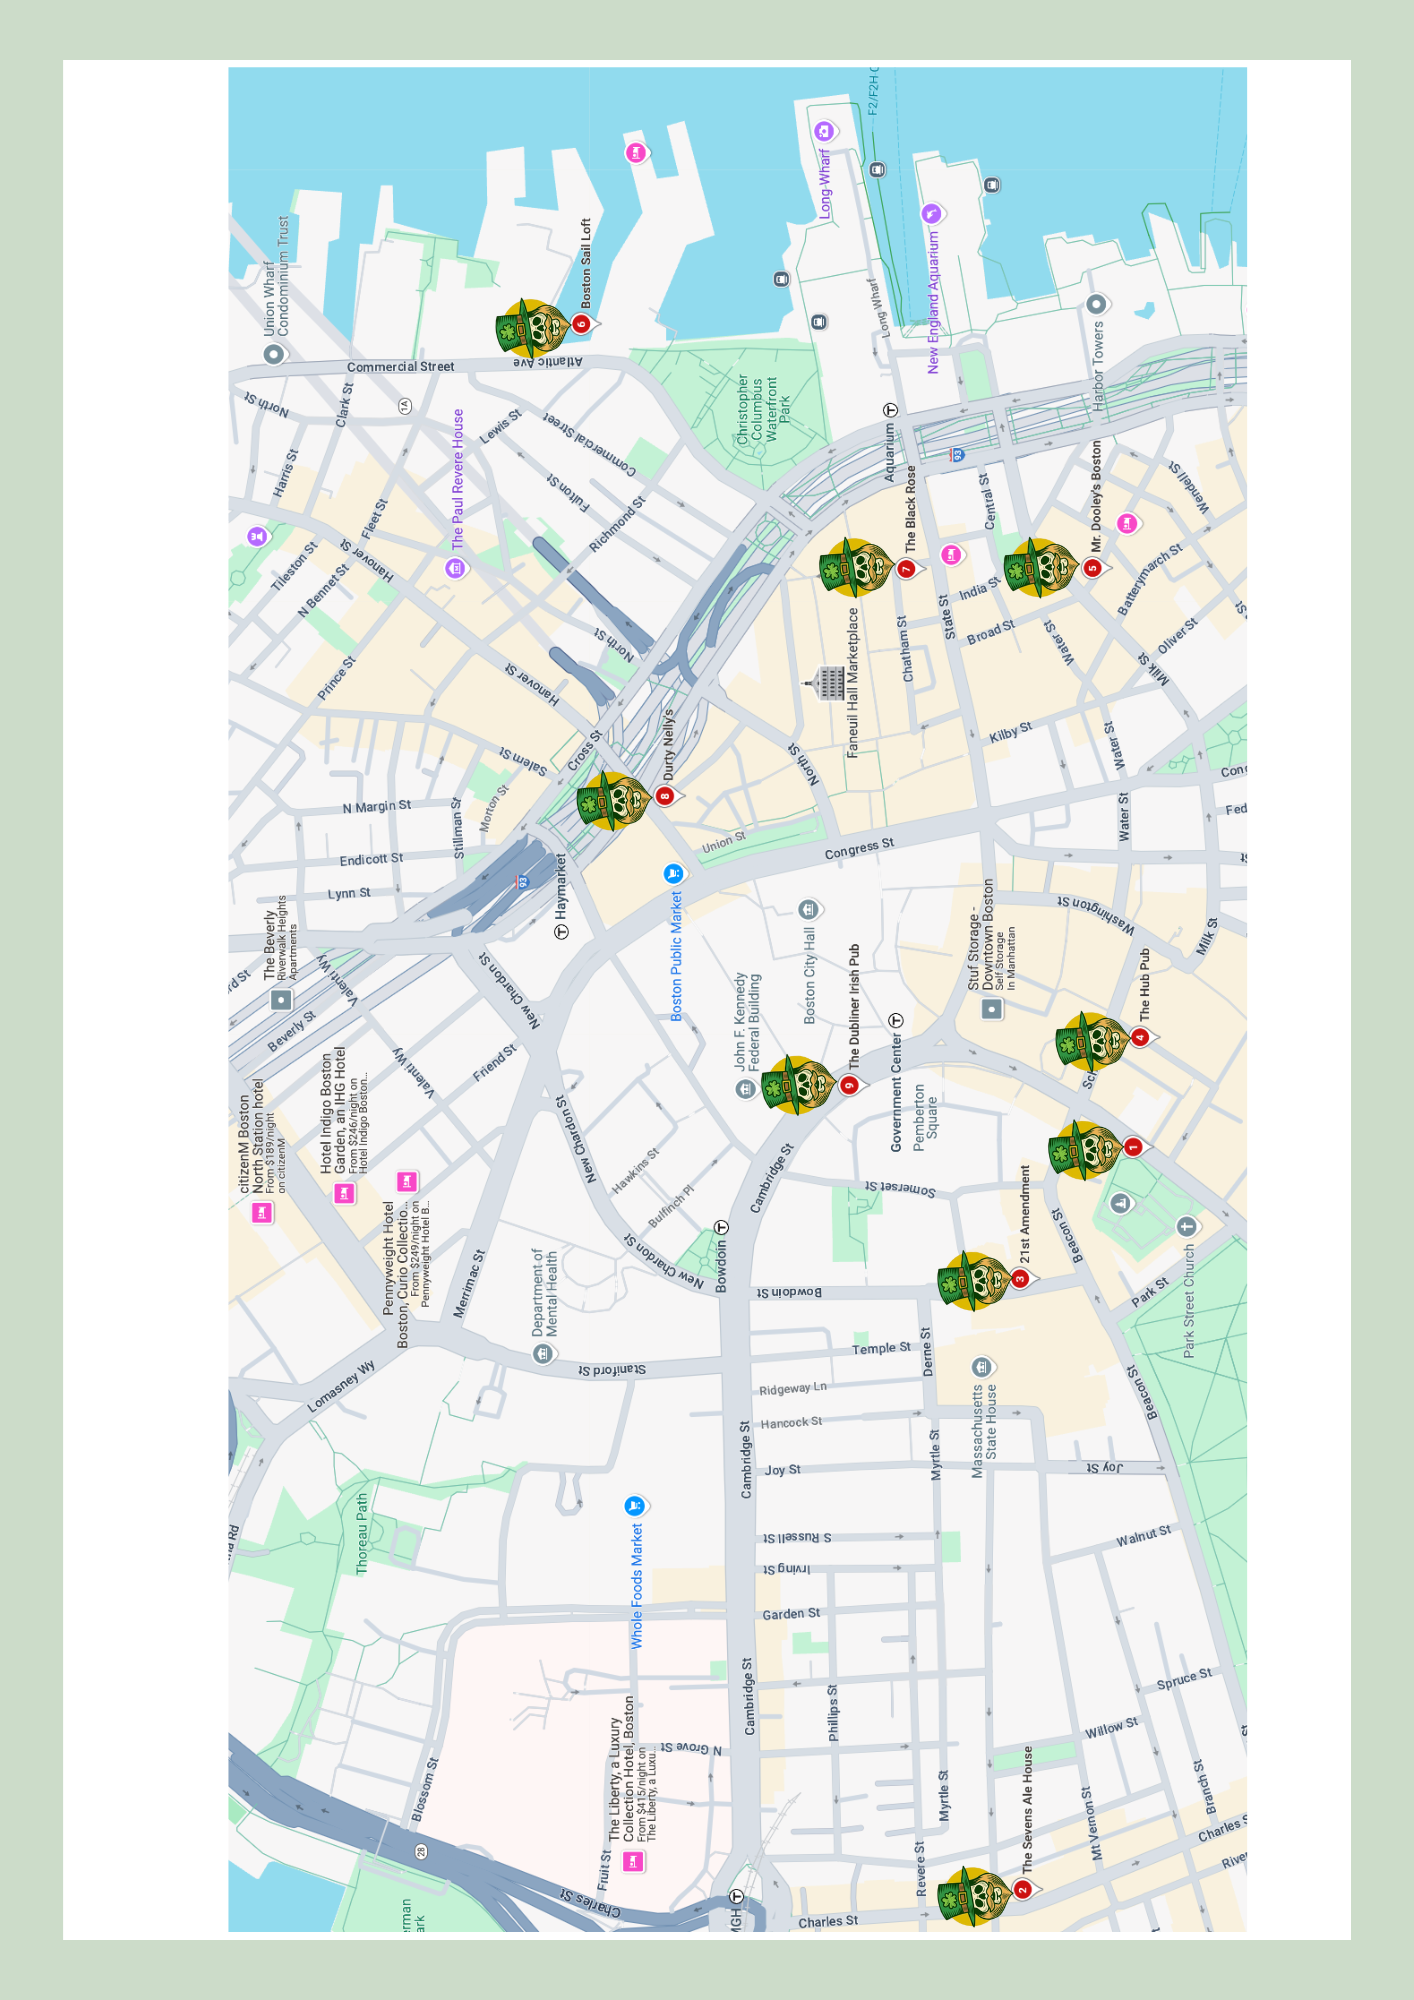 Union Wharf
Condominium Trust
Commercial Street
Atlantic Ave
6
Boston Sail Loft
Long Wharf
Long Wharf
F2/F2H
New England Aquarium
Harbor Towers
Christopher
Columbus
Waterfront
Park
North St
Clark St
1A
Harris St
Lewis St
Commercial Street
Fulton St
Richmond St
The Paul Revere House
Fleet St
Hanover St
Tileston St
N Bennet St
Prince St
Hanover St
North St
Aquarium
T
93
7
The Black Rose
Central St
5
Mr. Dooley's Boston
Wendell St
Batterymarch St
India St
Broad St
State St
Chatham St
Faneuil Hall Marketplace
Water St
Milk St
Oliver St
Kilby St
Water St
Cross St
Salem St
Morton St
8
Durty Nelly's
North St
Union St
Congress St
N Margin St
Stillman St
Endicott St
Lynn St
93
T Haymarket
Boston Public Market
Water St
Washington St
Milk St
The Beverly
Riverwalk Heights
Apartments
Valenti Wy
Beverly St
New Chardon St
Friend St
Valenti Wy
Boston City Hall
John F. Kennedy
Federal Building
9
The Dubliner Irish Pub
Government Center T
Stuf Storage -
Downtown Boston
Self Storage
In Manhattan
4
The Hub Pub
Pemberton
Square
1
citizenM Boston
North Station hotel
From $189/night
on citizenM
Hotel Indigo Boston
Garden, an IHG Hotel
From $246/night on
Hotel Indigo Boston...
Pennyweight Hotel
Boston, Curio Collectio...
From $249/night on
Pennyweight Hotel B...
New Chardon St
Hawkins St
Bulfinch Pl
New Chardon St
Cambridge St
Somerset St
Bowdoin T
Bowdoin St
3
21st Amendment
Beacon St
Park St
Park Street Church
Merrimac St
Department of
Mental Health
Lomasney Wy
Staniford St
Temple St
Derne St
Ridgeway Ln
Hancock St
Massachusetts
State House
Beacon St
Cambridge St
Joy St
Myrtle St
Joy St
Thoreau Path
Whole Foods Market
S Russell St
Irving St
Garden St
Walnut St
Cambridge St
Phillips St
Spruce St
Willow St
N Grove St
The Liberty, a Luxury
Collection Hotel, Boston
From $415/night on
The Liberty, a Luxu...
Blossom St
28
Fruit St
Charles St
MGH T
Myrtle St
Revere St
Charles St
2
The Sevens Ale House
Mt Vernon St
Branch St
Charles S